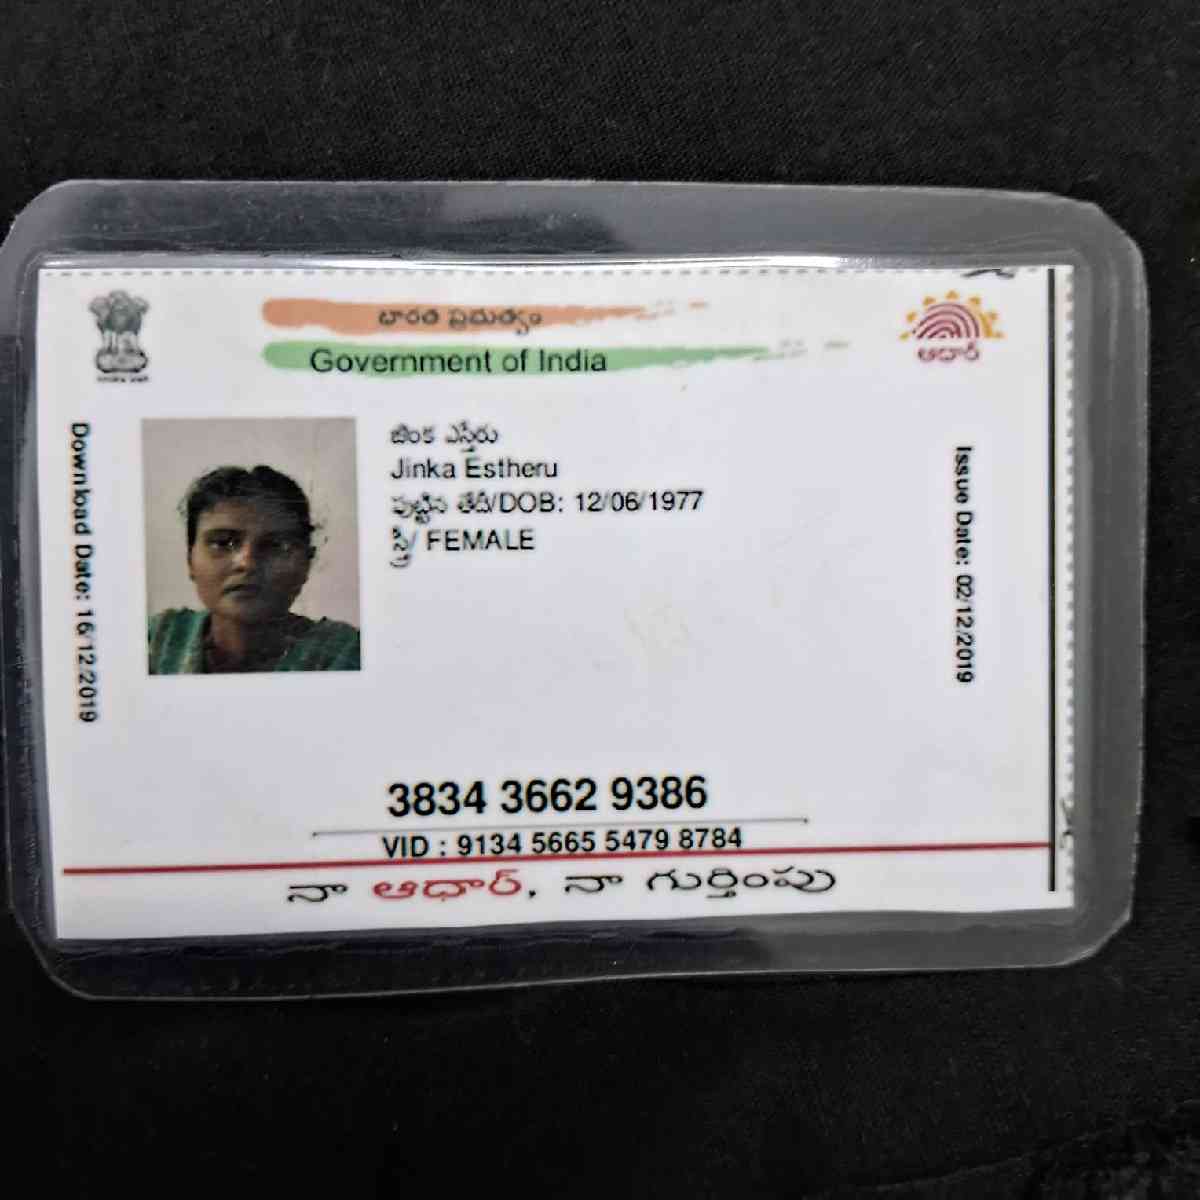 భారత ప్రభుత్వం
Government of India
ఆధార్
Download Date: 16/12/2019
జింక ఎస్తేరు
Jinka Estheru
పుట్టిన తేదీ/DOB: 12/06/1977
స్త్రీ/ FEMALE
Issue Date: 02/12/2019
3834 3662 9386
VID : 9134 5665 5479 8784
నా ఆధార్, నా గుర్తింపు